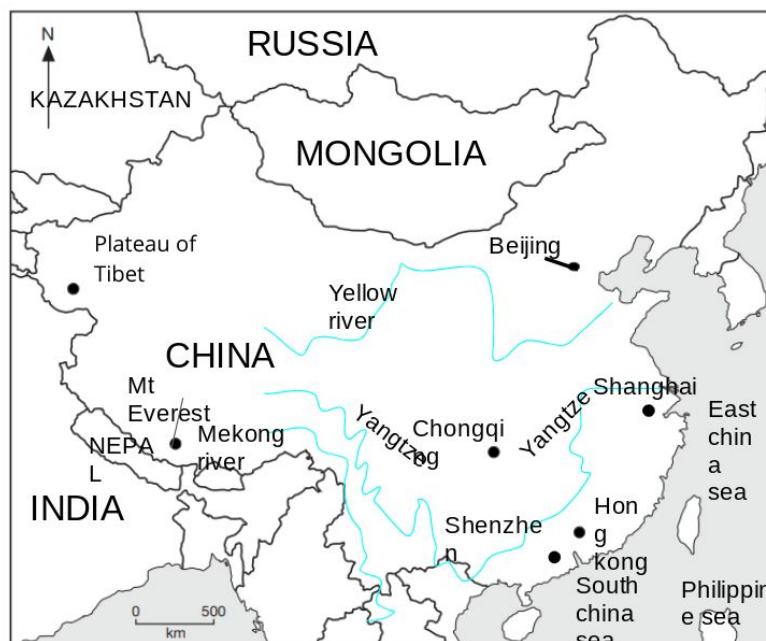 RUSSIA
N
KAZAKHSTAN
MONGOLIA
Plateau of
Tibet
Beijing
Yellow
river
CHINA
Mt
Everest
Shanghai
Yangtze
Yangtze
Chongqi
ng
East
chin
a
sea
NEPA
L
Mekong
river
INDIA
Shenzhe
n
Hon
g
kong
South
china
sea
Philippin
e sea
0 500
km